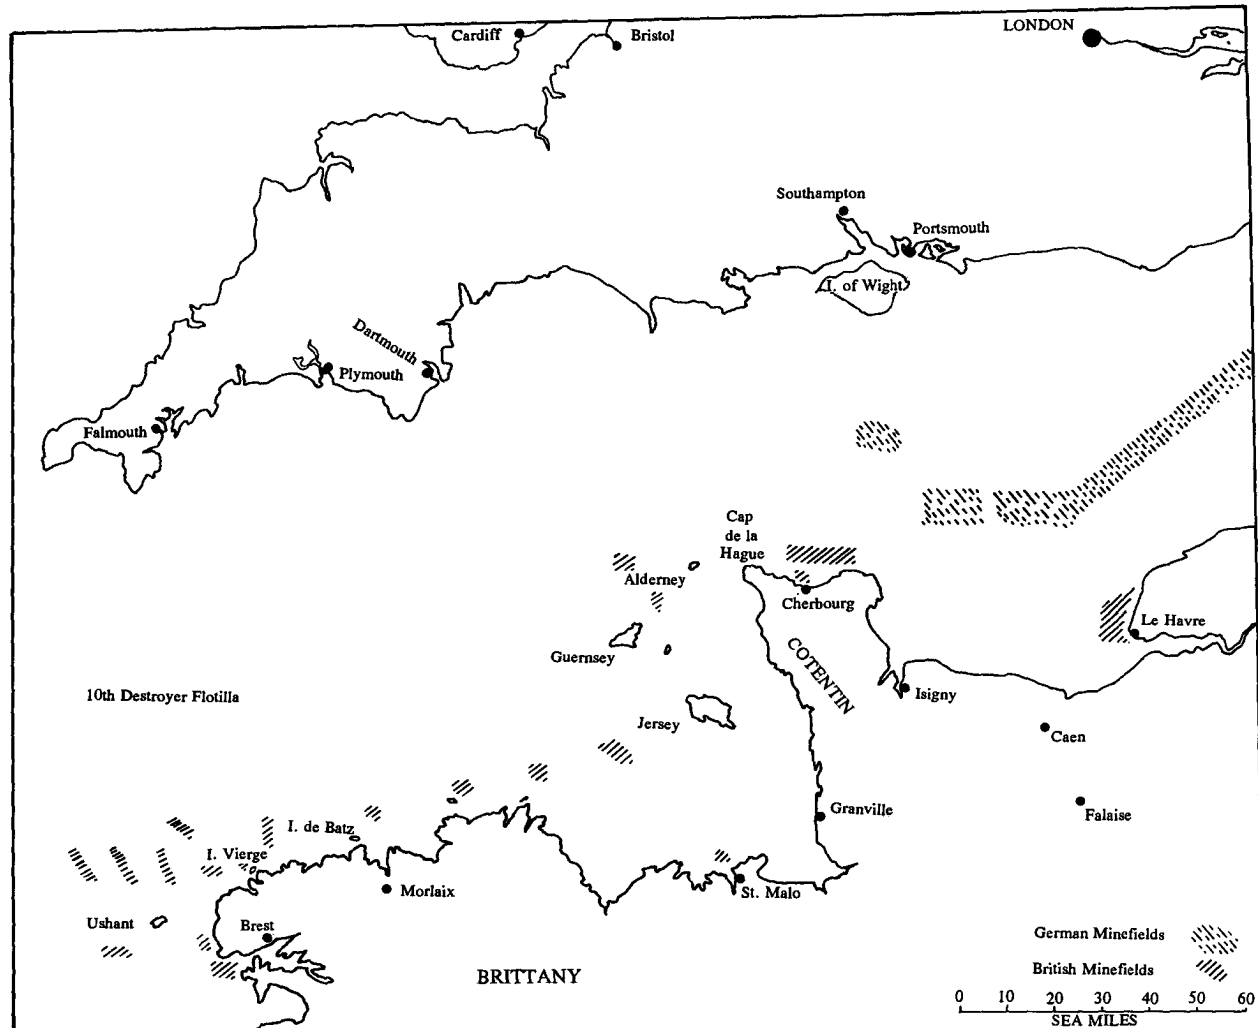 Cardiff
Bristol
LONDON
Southampton
Portsmouth
I. of Wight
Dartmouth
Plymouth
Falmouth
Cap
de la
Hague
Alderney
Cherbourg
Le Havre
Guernsey
COTENTIN
10th Destroyer Flotilla
Isigny
Jersey
Caen
Granville
Falaise
I. de Batz
I. Vierge
Morlaix
St. Malo
Ushant
Brest
German Minefields
BRITTANY
British Minefields
0 10 20 30 40 50 60
SEA MILES